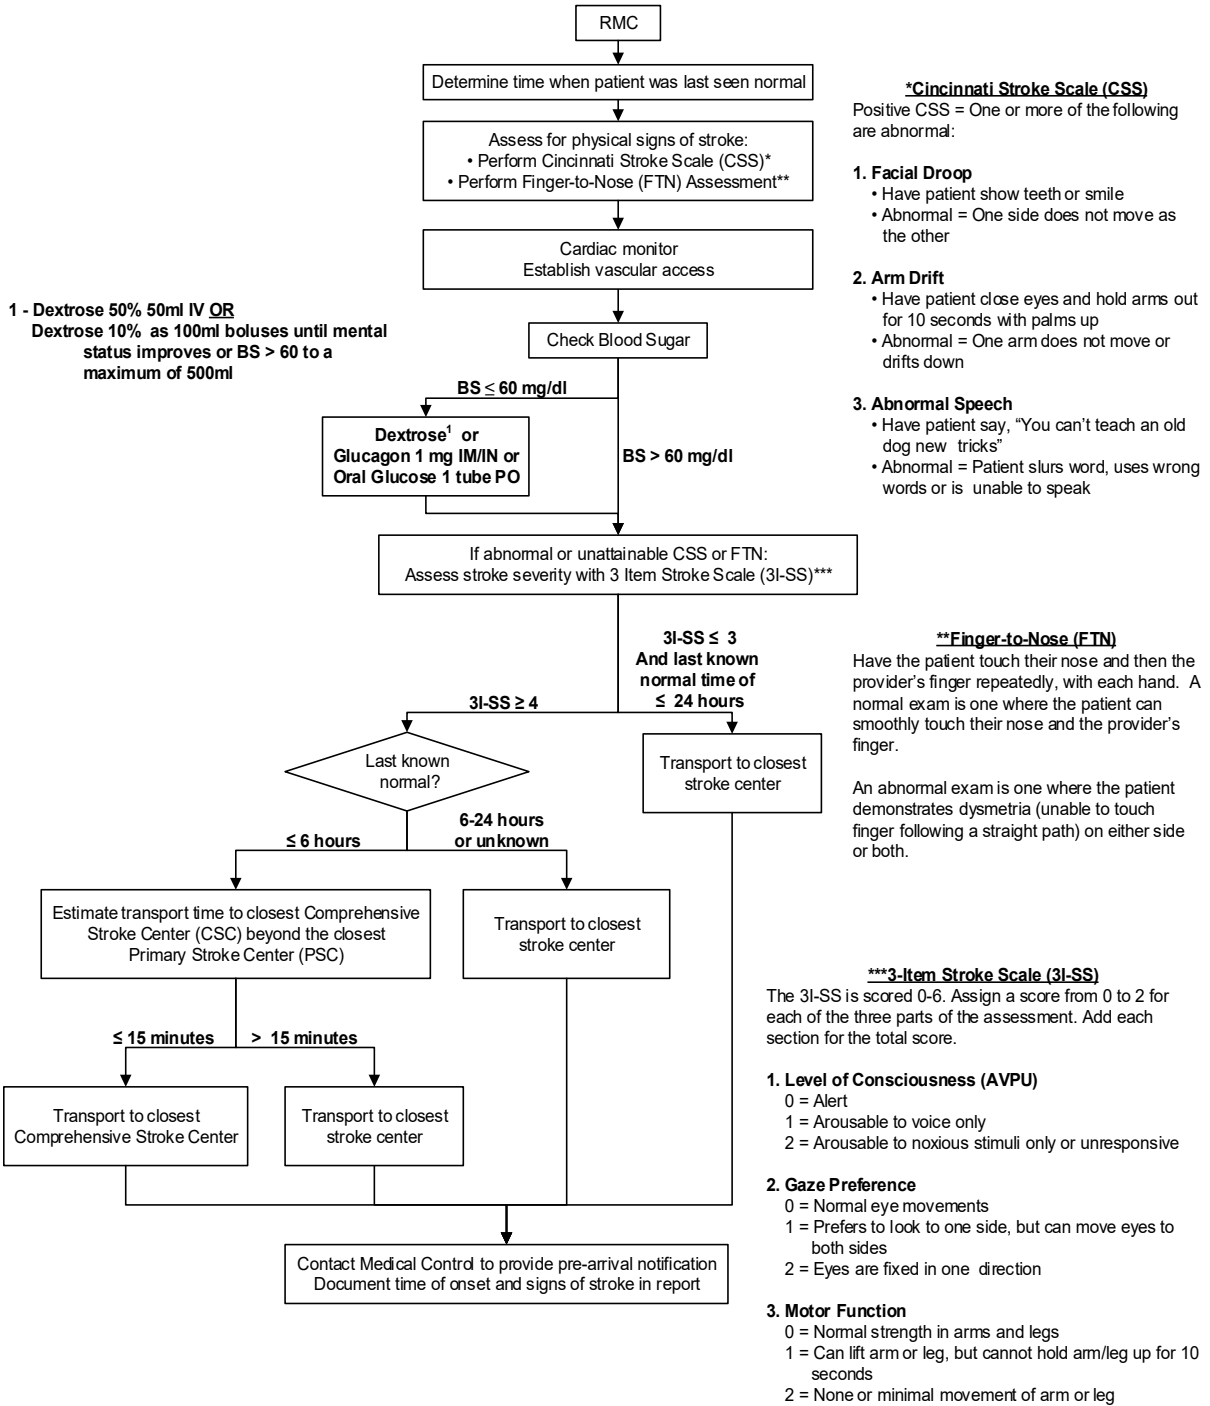 RMC
Determine time when patient was last seen normal
Assess for physical signs of stroke:
• Perform Cincinnati Stroke Scale (CSS)*
• Perform Finger-to-Nose (FTN) Assessment**
Cardiac monitor
Establish vascular access
1 - Dextrose 50% 50ml IV OR
Dextrose 10% as 100ml boluses until mental
status improves or BS > 60 to a
maximum of 500ml
Check Blood Sugar
BS ≤ 60 mg/dl
Dextrose¹ or
Glucagon 1 mg IM/IN or
Oral Glucose 1 tube PO
BS > 60 mg/dl
If abnormal or unattainable CSS or FTN:
Assess stroke severity with 3 Item Stroke Scale (3I-SS)***
3I-SS ≥ 4
3I-SS ≤ 3
And last known
normal time of
≤ 24 hours
Last known
normal?
Transport to closest
stroke center
≤ 6 hours
6-24 hours
or unknown
Estimate transport time to closest Comprehensive
Stroke Center (CSC) beyond the closest
Primary Stroke Center (PSC)
Transport to closest
stroke center
≤ 15 minutes
> 15 minutes
Transport to closest
Comprehensive Stroke Center
Transport to closest
stroke center
Contact Medical Control to provide pre-arrival notification
Document time of onset and signs of stroke in report
*Cincinnati Stroke Scale (CSS)
Positive CSS = One or more of the following
are abnormal:
1. Facial Droop
• Have patient show teeth or smile
• Abnormal = One side does not move as
the other
2. Arm Drift
• Have patient close eyes and hold arms out
for 10 seconds with palms up
• Abnormal = One arm does not move or
drifts down
3. Abnormal Speech
• Have patient say, “You can’t teach an old
dog new tricks”
• Abnormal = Patient slurs word, uses wrong
words or is unable to speak
**Finger-to-Nose (FTN)
Have the patient touch their nose and then the
provider’s finger repeatedly, with each hand. A
normal exam is one where the patient can
smoothly touch their nose and the provider’s
finger.
An abnormal exam is one where the patient
demonstrates dysmetria (unable to touch
finger following a straight path) on either side
or both.
***3-Item Stroke Scale (3I-SS)
The 3I-SS is scored 0-6. Assign a score from 0 to 2 for
each of the three parts of the assessment. Add each
section for the total score.
1. Level of Consciousness (AVPU)
0 = Alert
1 = Arousable to voice only
2 = Arousable to noxious stimuli only or unresponsive
2. Gaze Preference
0 = Normal eye movements
1 = Prefers to look to one side, but can move eyes to
both sides
2 = Eyes are fixed in one direction
3. Motor Function
0 = Normal strength in arms and legs
1 = Can lift arm or leg, but cannot hold arm/leg up for 10
seconds
2 = None or minimal movement of arm or leg